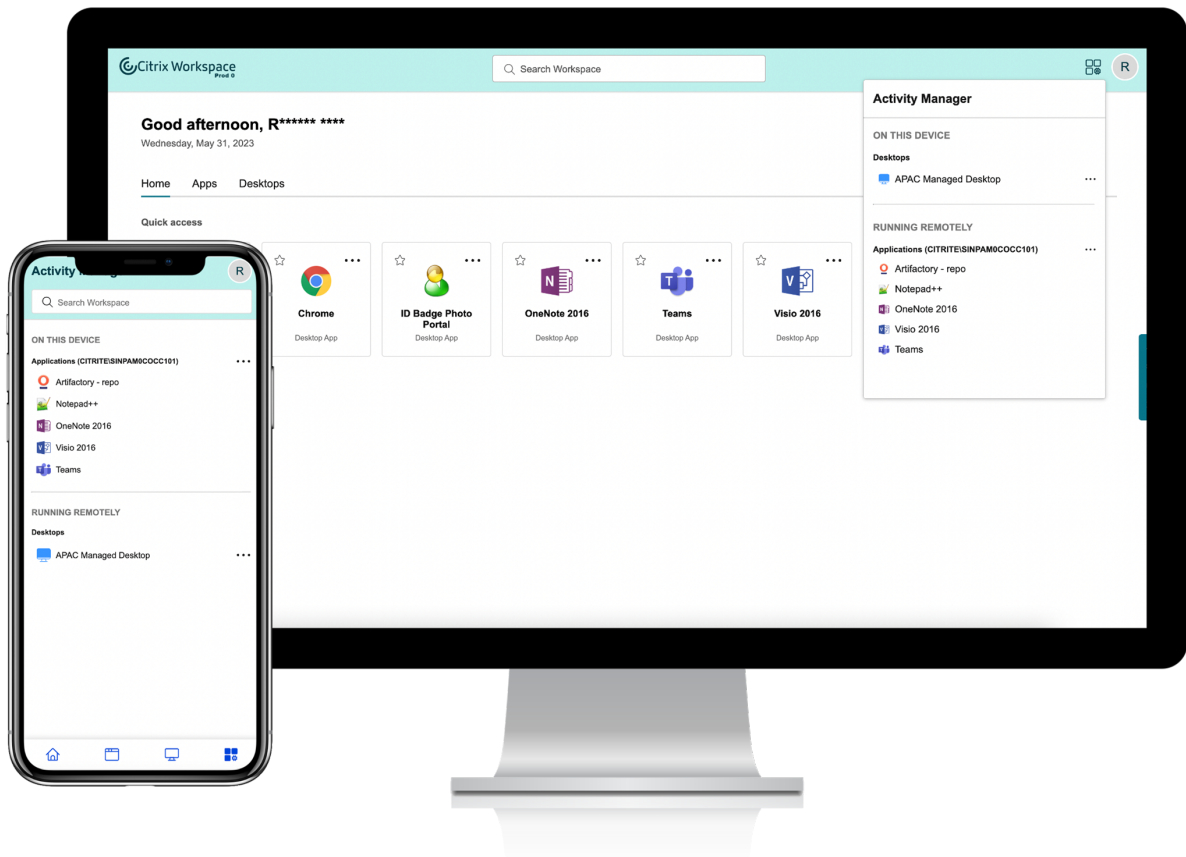 Citrix Workspace
Prod G
Search Workspace
R
Good afternoon, R****** ****
Wednesday, May 31, 2023
Home Apps Desktops
Quick access
Chrome
Desktop App
ID Badge Photo
Portal
Desktop App
N
OneNote 2016
Desktop App
T
Teams
Desktop App
V
Visio 2016
Desktop App
Activity Manager
ON THIS DEVICE
Desktops
APAC Managed Desktop
RUNNING REMOTELY
Applications (CITRITE\SINPAM0COCC101)
Artifactory - repo
Notepad++
OneNote 2016
Visio 2016
Teams
Activity
R
Search Workspace
ON THIS DEVICE
Applications (CITRITE\SINPAM0COCC101)
Artifactory - repo
Notepad++
OneNote 2016
Visio 2016
Teams
RUNNING REMOTELY
Desktops
APAC Managed Desktop